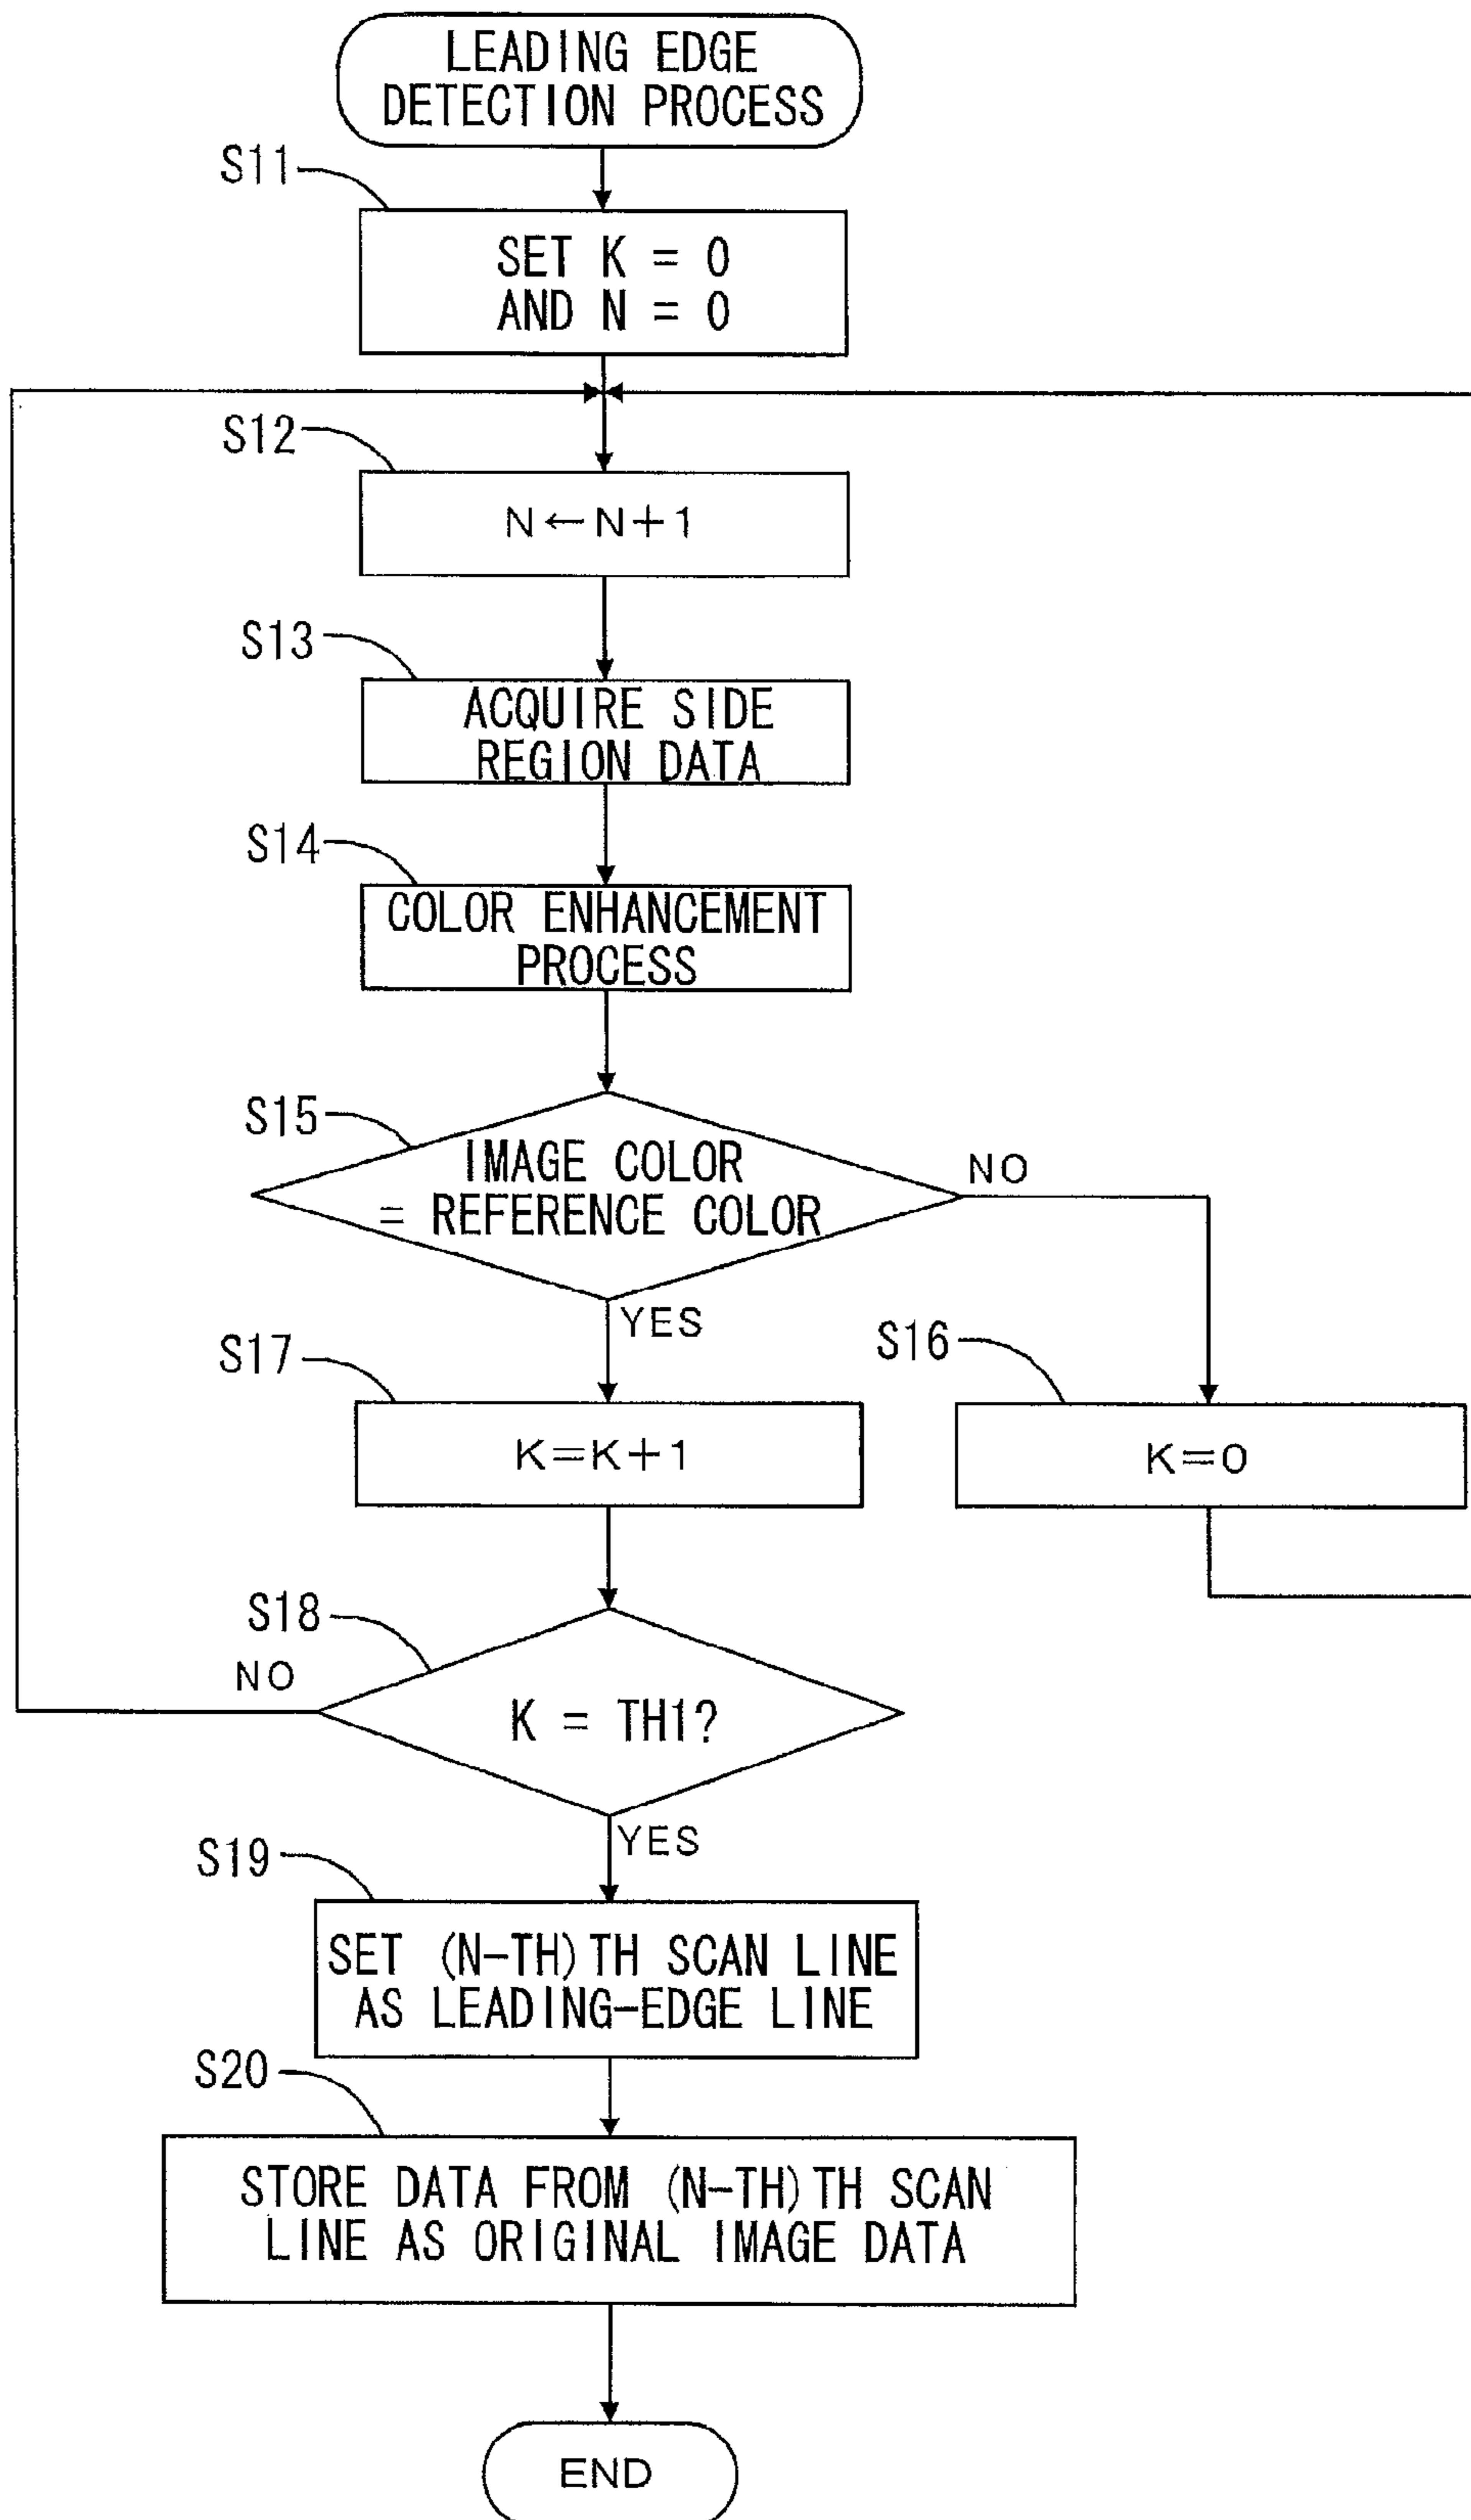 LEADING EDGE
DETECTION PROCESS
S11
SET K = 0
AND N = 0
S12
N←N+1
S13
ACQUIRE SIDE
REGION DATA
S14
COLOR ENHANCEMENT
PROCESS
S15
IMAGE COLOR
= REFERENCE COLOR
NO
YES
S17
K=K+1
S16
K=0
S18
NO
K = TH1?
YES
S19
SET (N-TH)TH SCAN LINE
AS LEADING-EDGE LINE
S20
STORE DATA FROM (N-TH)TH SCAN
LINE AS ORIGINAL IMAGE DATA
END